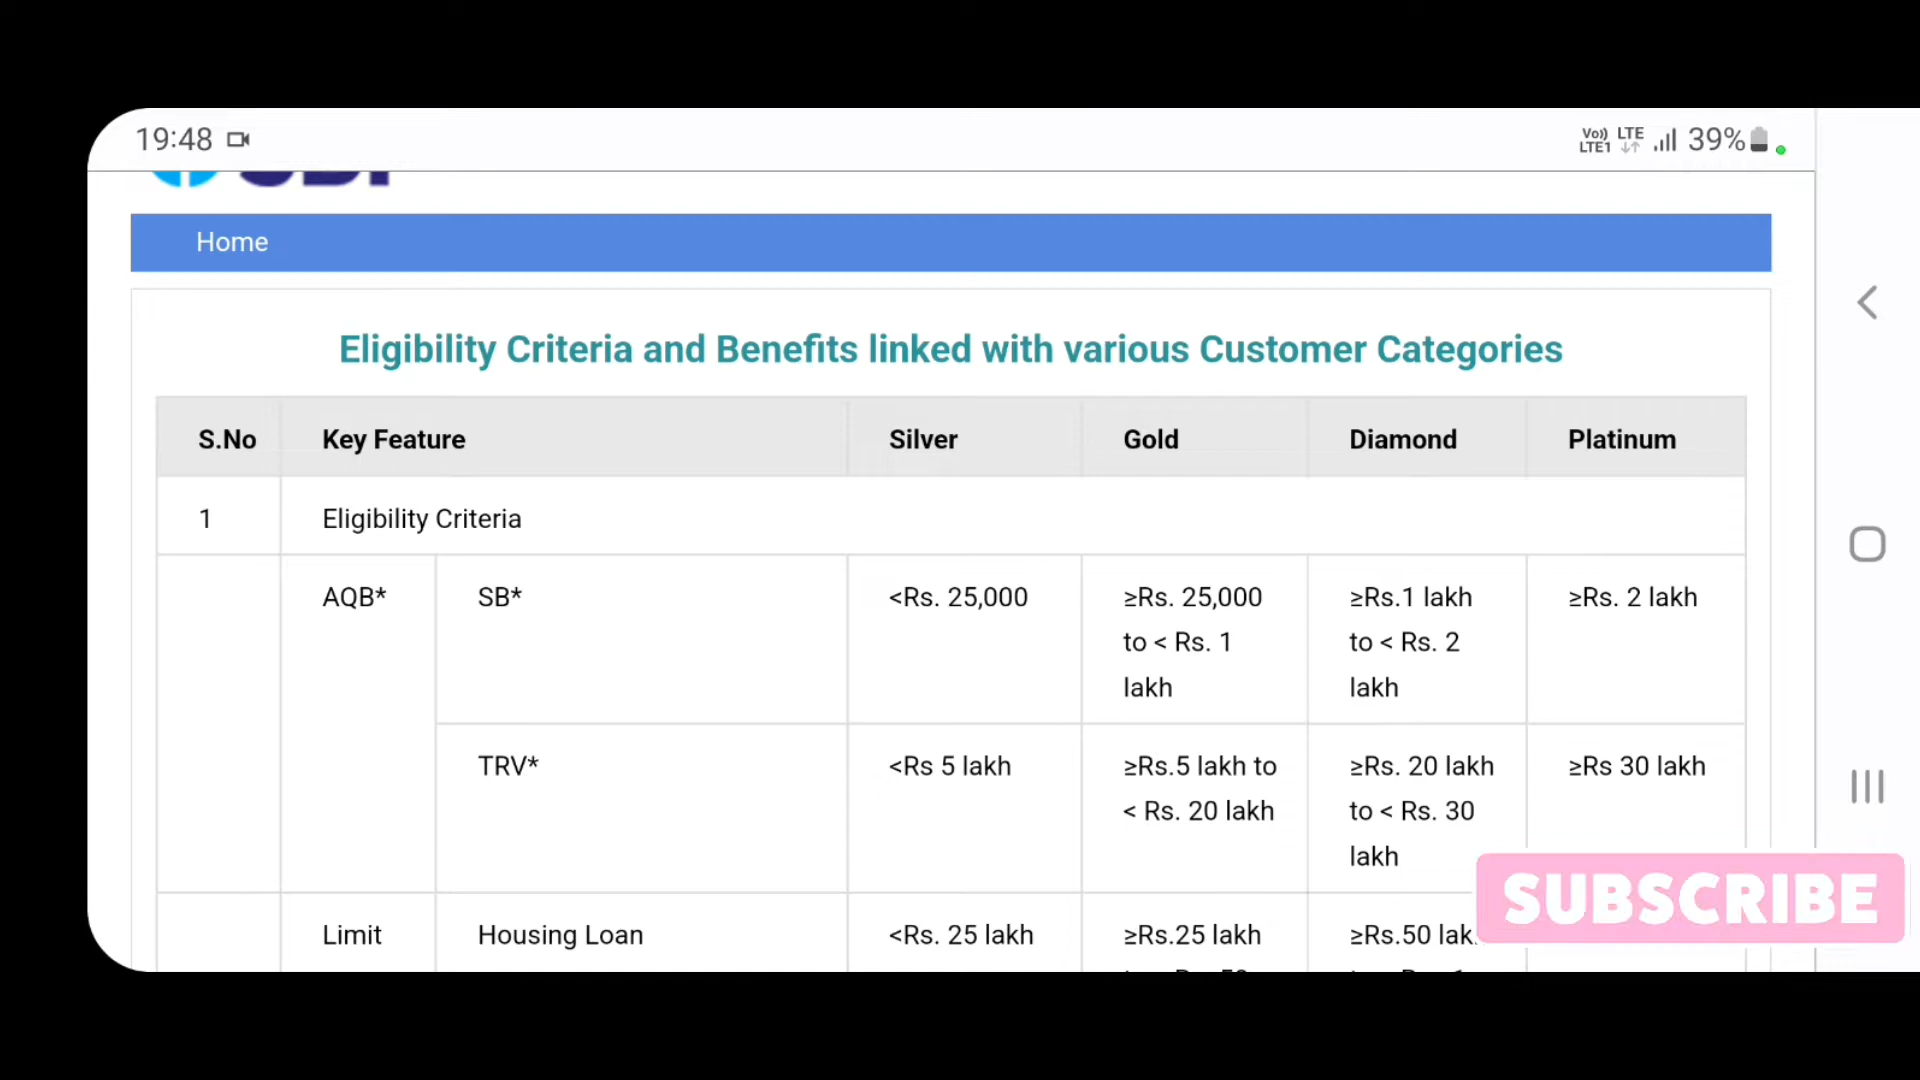 19:48
Vo)) LTE1 LTE 39%
SBI
Home
Eligibility Criteria and Benefits linked with various Customer Categories
S.No Key Feature Silver Gold Diamond Platinum
1 Eligibility Criteria
AQB* SB* <Rs. 25,000 ≥Rs. 25,000 ≥Rs.1 lakh ≥Rs. 2 lakh
to < Rs. 1 to < Rs. 2
lakh lakh
TRV* <Rs 5 lakh ≥Rs.5 lakh to ≥Rs. 20 lakh ≥Rs 30 lakh
< Rs. 20 lakh to < Rs. 30
lakh
SUBSCRIBE
Limit Housing Loan <Rs. 25 lakh ≥Rs.25 lakh ≥Rs.50